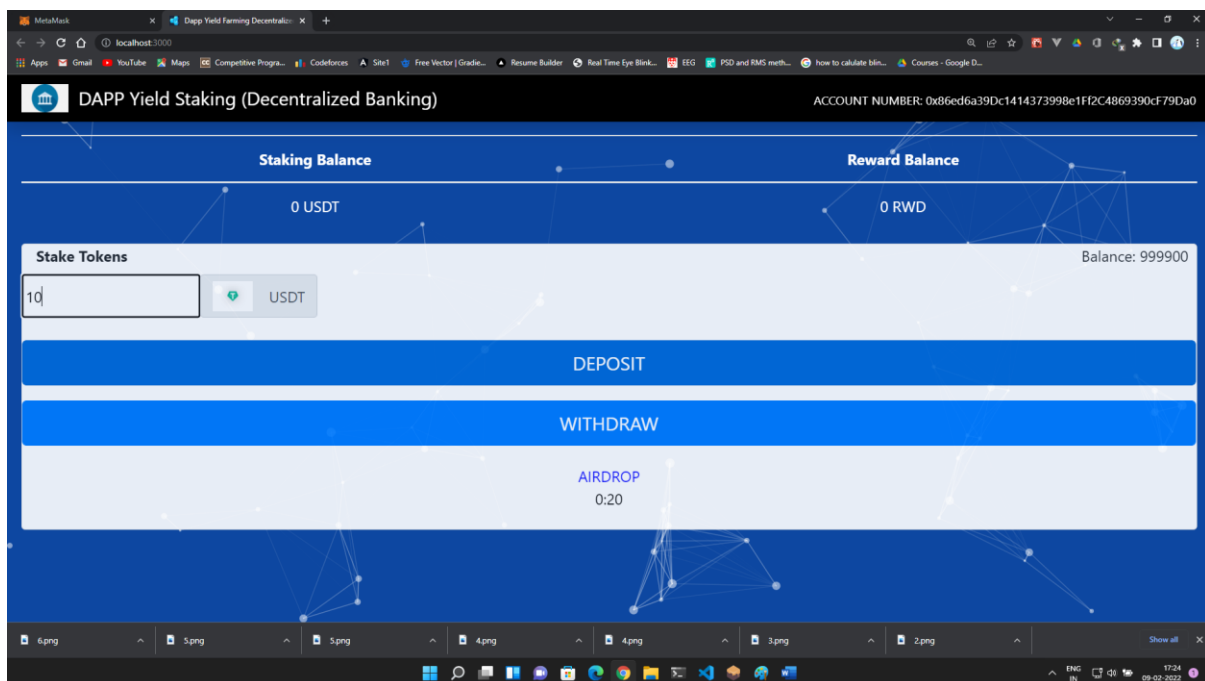 MetaMask
Dapp Yield Farming Decentraliz
localhost:3000
Apps Gmail YouTube Maps Competitive Progra... Codeforces Site1 Free Vector | Gradie... Resume Builder Real Time Eye Blink... EEG PSD and RMS meth... how to calulate blin... Courses - Google D...
DAPP Yield Staking (Decentralized Banking)
ACCOUNT NUMBER: 0x86ed6a39Dc1414373998e1Ff2C4869390cF79Da0
Staking Balance Reward Balance
0 USDT 0 RWD
Stake Tokens Balance: 999900
10 USDT
DEPOSIT
WITHDRAW
AIRDROP
0:20
6.png 5.png 5.png 4.png 4.png 3.png 2.png Show all
ENG 17:24
IN 09-02-2022